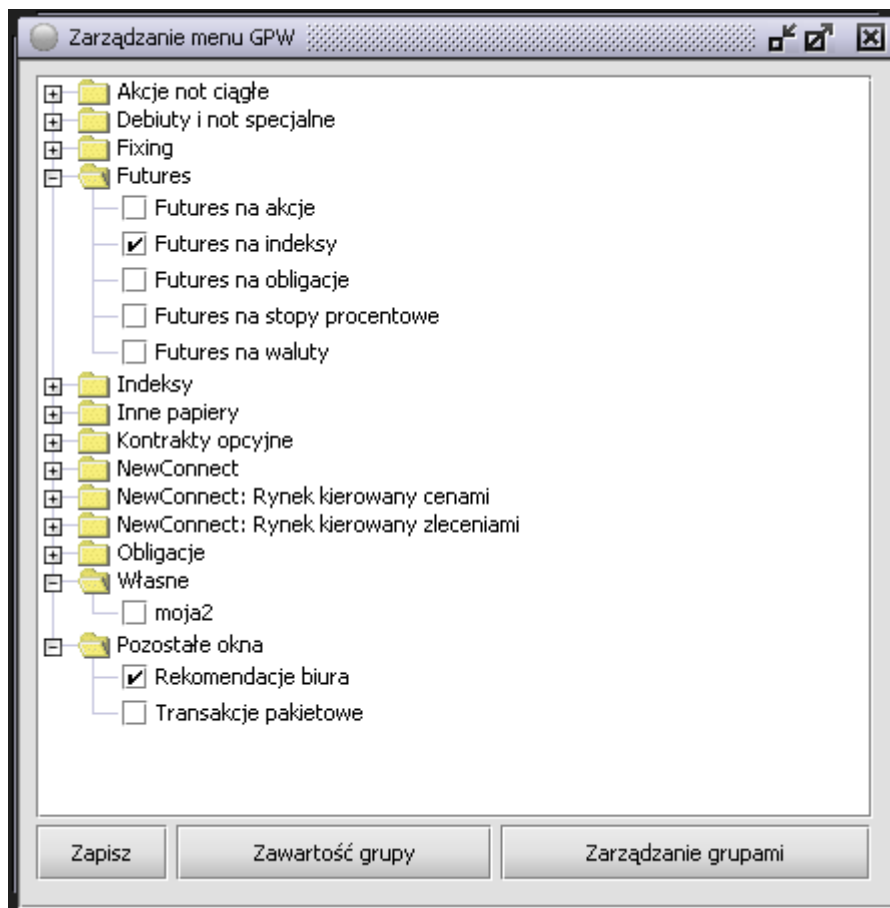 Zarządzanie menu GPW
Akcje not ciągłe
Debiuty i not specjalne
Fixing
Futures
Futures na akcje
Futures na indeksy
Futures na obligacje
Futures na stopy procentowe
Futures na waluty
Indeksy
Inne papiery
Kontrakty opcyjne
NewConnect
NewConnect: Rynek kierowany cenami
NewConnect: Rynek kierowany zleceniami
Obligacje
Własne
moja2
Pozostałe okna
Rekomendacje biura
Transakcje pakietowe
Zapisz Zawartość grupy Zarządzanie grupami